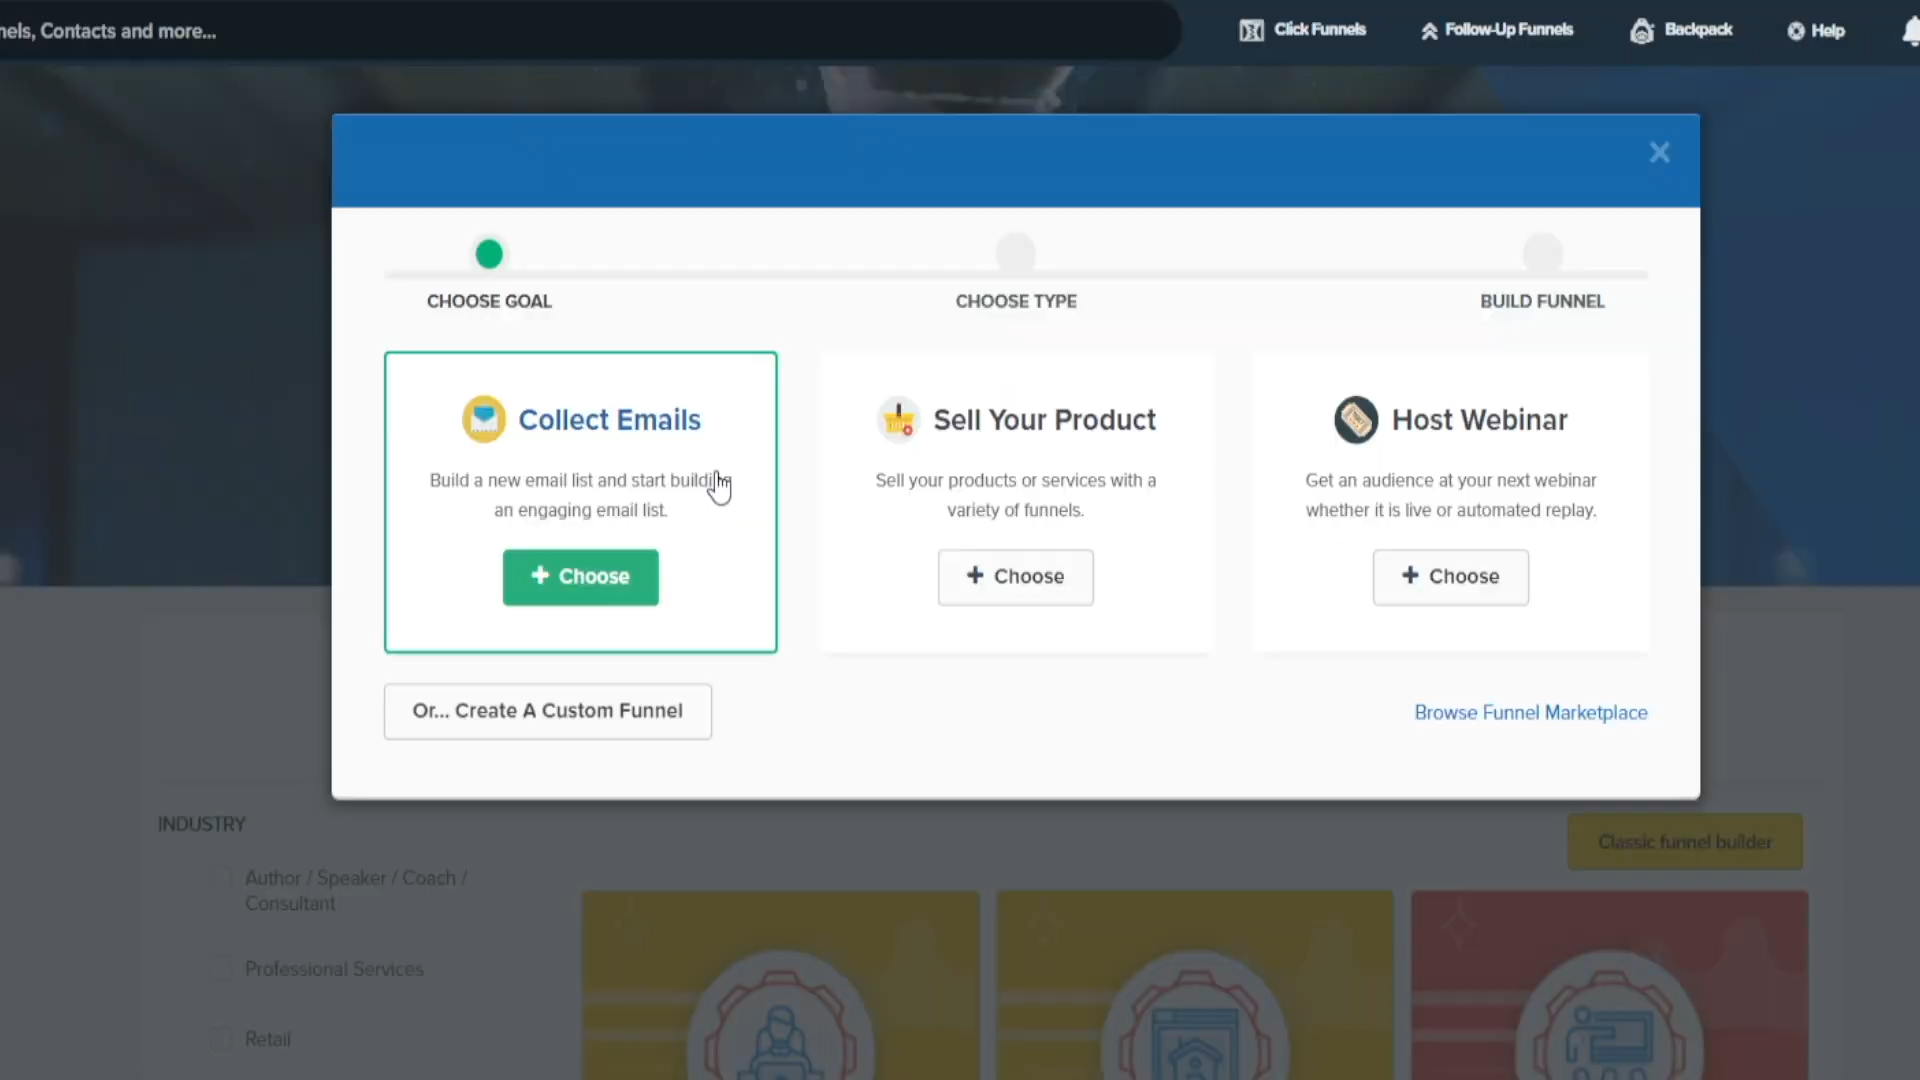 Contacts and more...
Click Funnels
Follow-Up Funnels
Backpack
Help
CHOOSE GOAL
CHOOSE TYPE
BUILD FUNNEL
Collect Emails
Build a new email list and start
an engaging email list.
+ Choose
Sell Your Product
Sell your products or services with a
variety of funnels.
+ Choose
Host Webinar
Get an audience at your next webinar
whether it is live or automated replay.
+ Choose
Or... Create A Custom Funnel
Browse Funnel Marketplace
INDUSTRY
Classic funnel builder
Author / Speaker / Coach /
Consultant
Professional Services
Retail